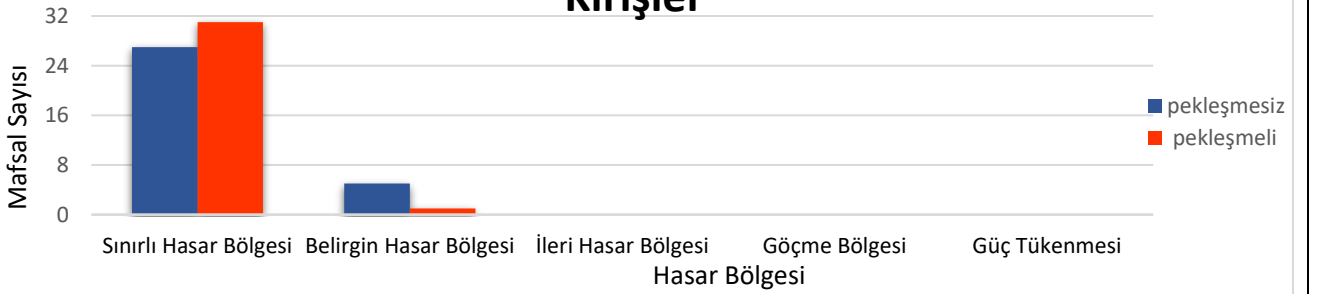 Kirişler
32
24
16
8
0
Mafsal Sayısı
pekleşmesiz
pekleşmeli
Sınırlı Hasar Bölgesi Belirgin Hasar Bölgesi İleri Hasar Bölgesi Göçme Bölgesi Güç Tükenmesi
Hasar Bölgesi